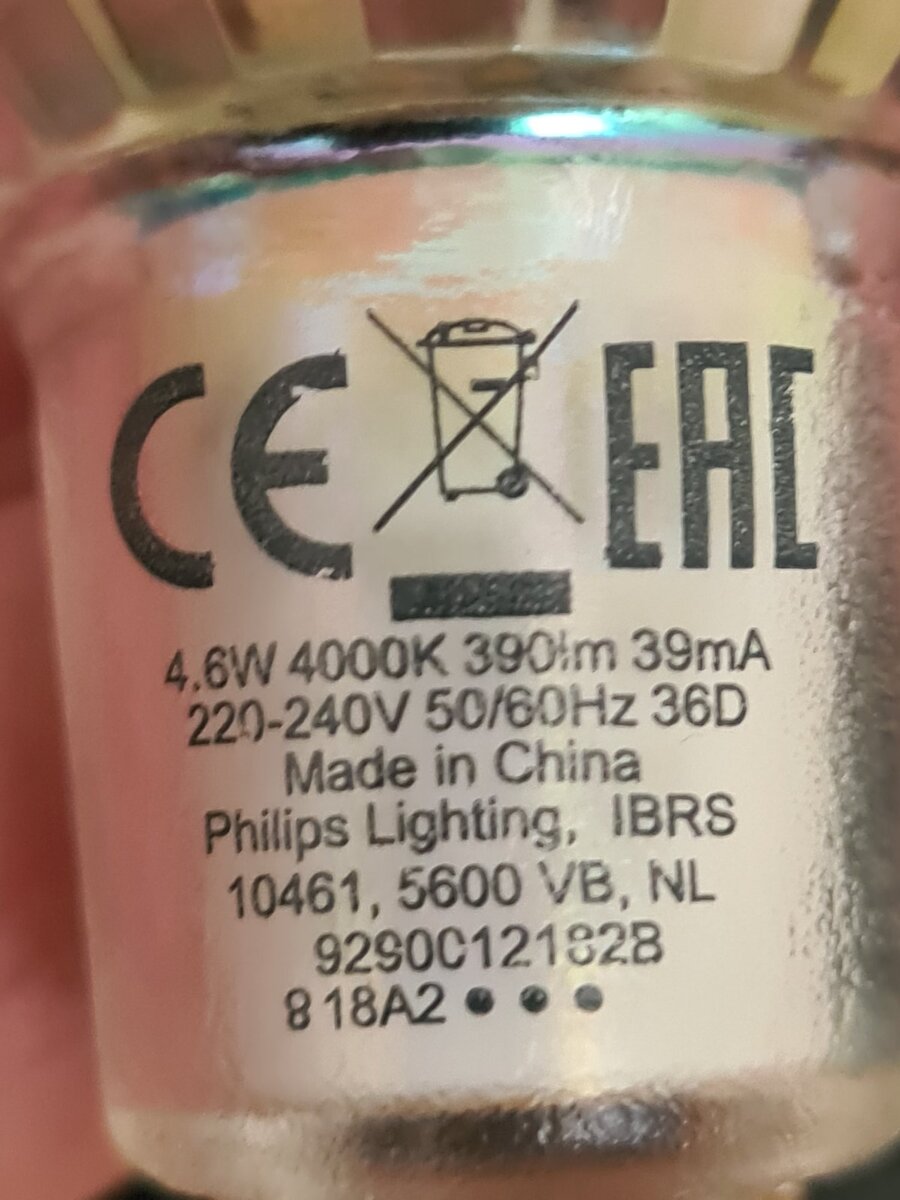 CE EAC
4.6W 4000K 390lm 39mA
220-240V 50/60Hz 36D
Made in China
Philips Lighting, IBRS
10461, 5600 VB, NL
9290012182B
818A2 ● ● ●